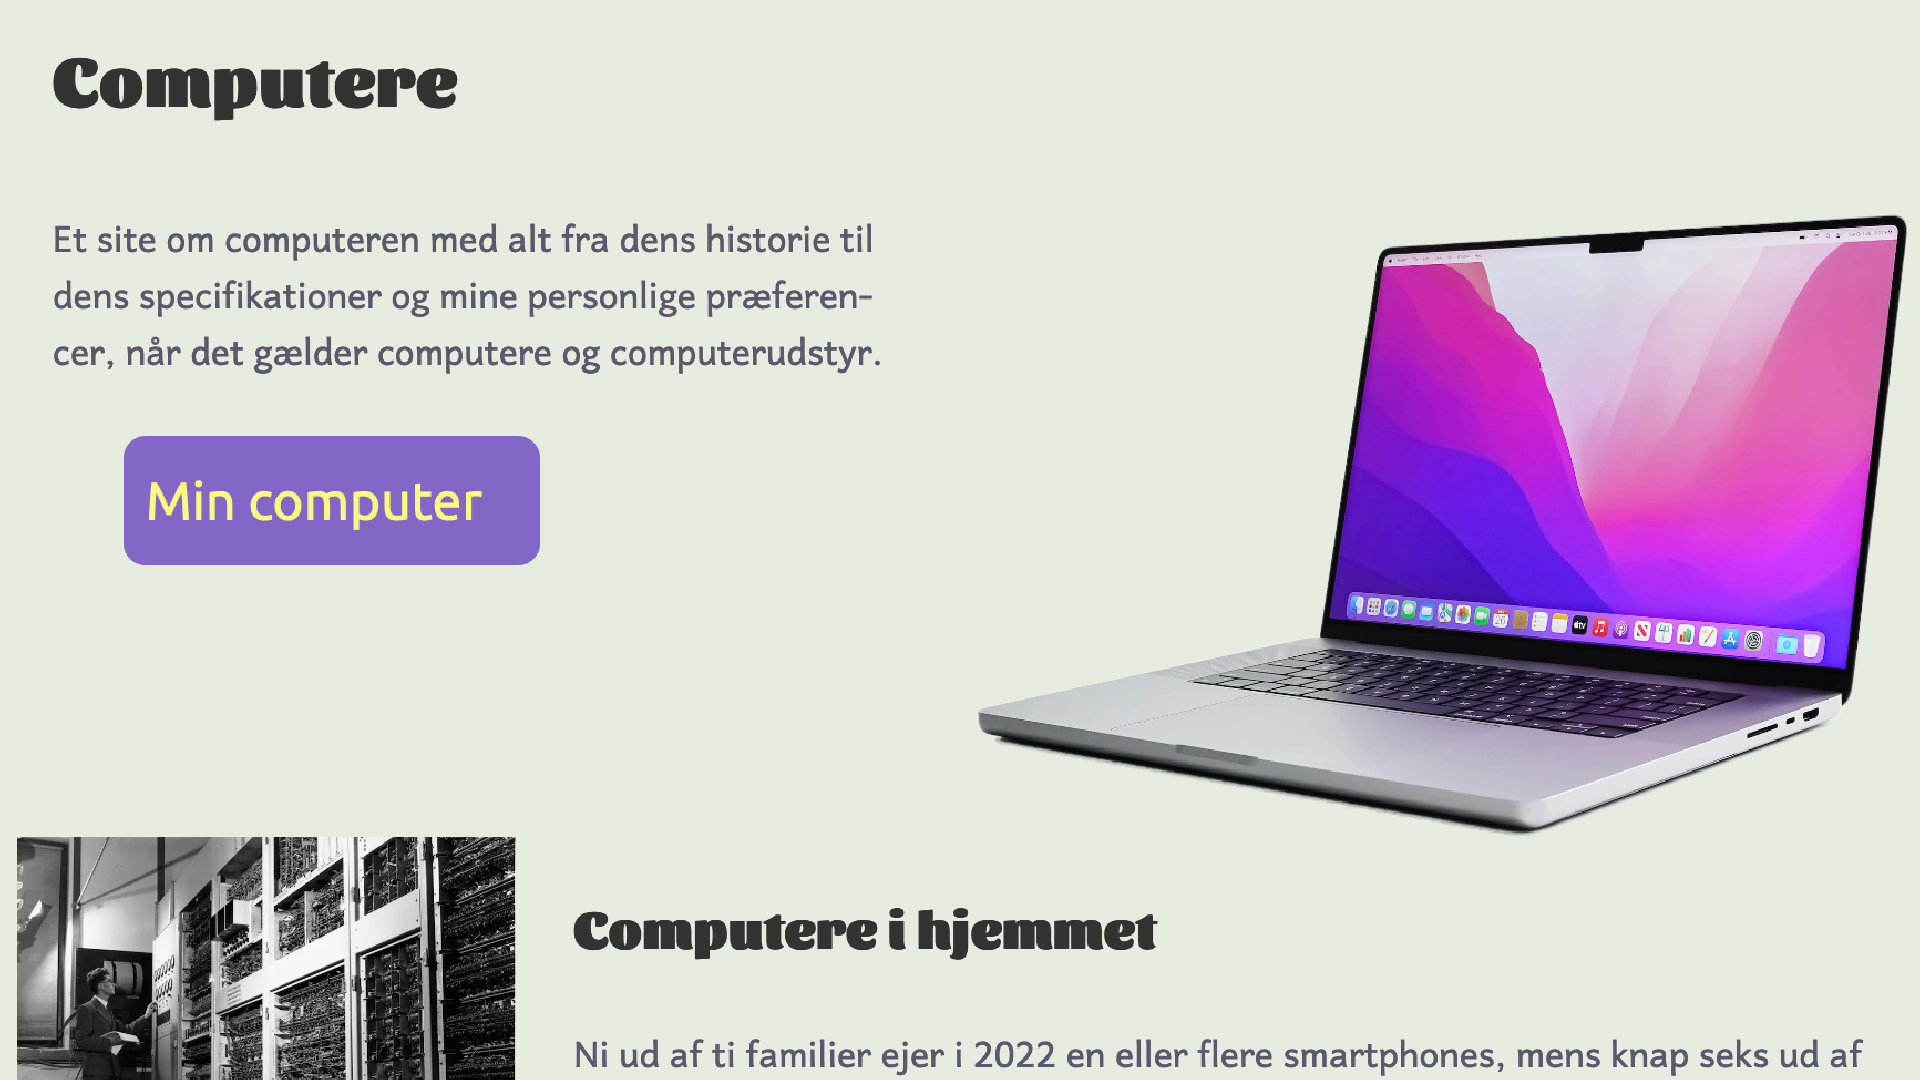 Computere
Et site om computeren med alt fra dens historie til
dens specifikationer og mine personlige præferen-
cer, når det gælder computere og computerudstyr.
Min computer
Computere i hjemmet
Ni ud af ti familier ejer i 2022 en eller flere smartphones, mens knap seks ud af